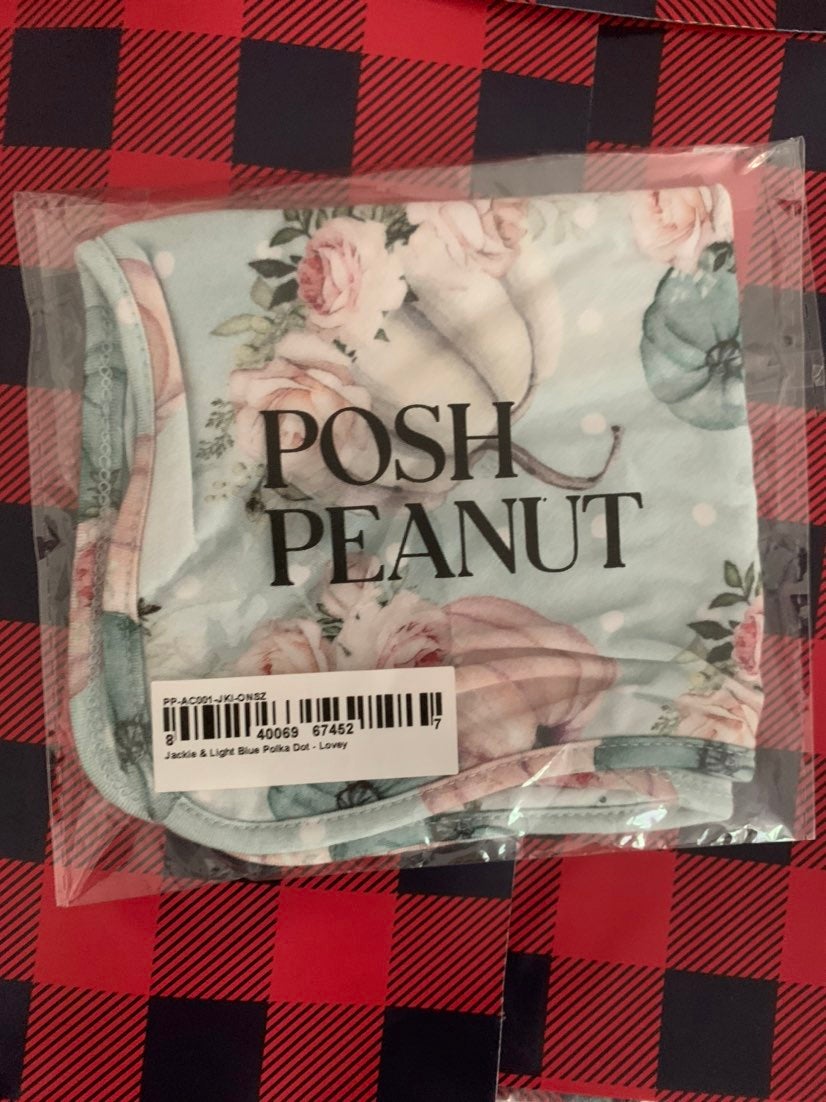 POSH
PEANUT
PP-AC001-JKI-ONSZ
8 40069 67452 7
Jackie & Light Blue Polka Dot - Lovey